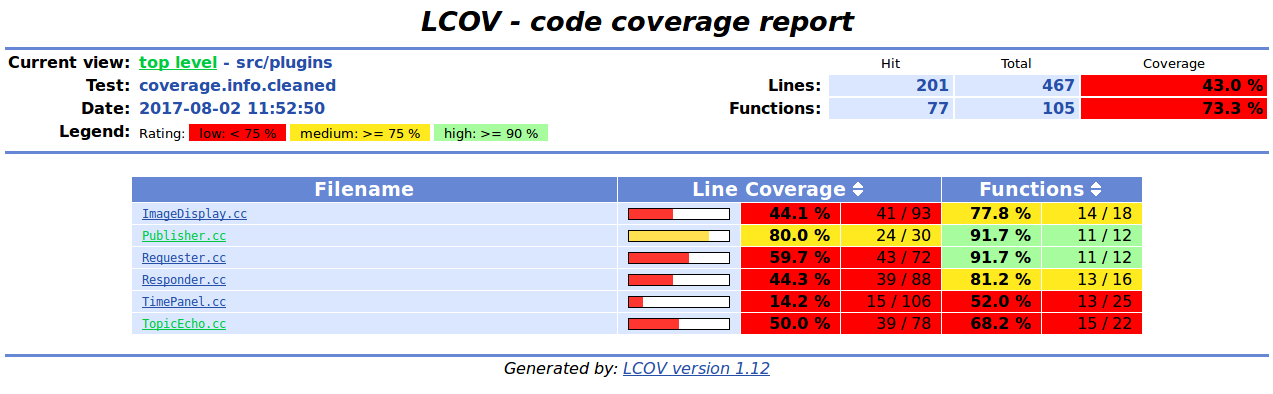 LCOV - code coverage report
Current view: top level - src/plugins Hit Total Coverage
Test: coverage.info.cleaned Lines: 201 467 43.0 %
Date: 2017-08-02 11:52:50 Functions: 77 105 73.3 %
Legend: Rating: low: < 75 % medium: >= 75 % high: >= 90 %
Filename Line Coverage Functions
ImageDisplay.cc 44.1 % 41 / 93 77.8 % 14 / 18
Publisher.cc 80.0 % 24 / 30 91.7 % 11 / 12
Requester.cc 59.7 % 43 / 72 91.7 % 11 / 12
Responder.cc 44.3 % 39 / 88 81.2 % 13 / 16
TimePanel.cc 14.2 % 15 / 106 52.0 % 13 / 25
TopicEcho.cc 50.0 % 39 / 78 68.2 % 15 / 22
Generated by: LCOV version 1.12